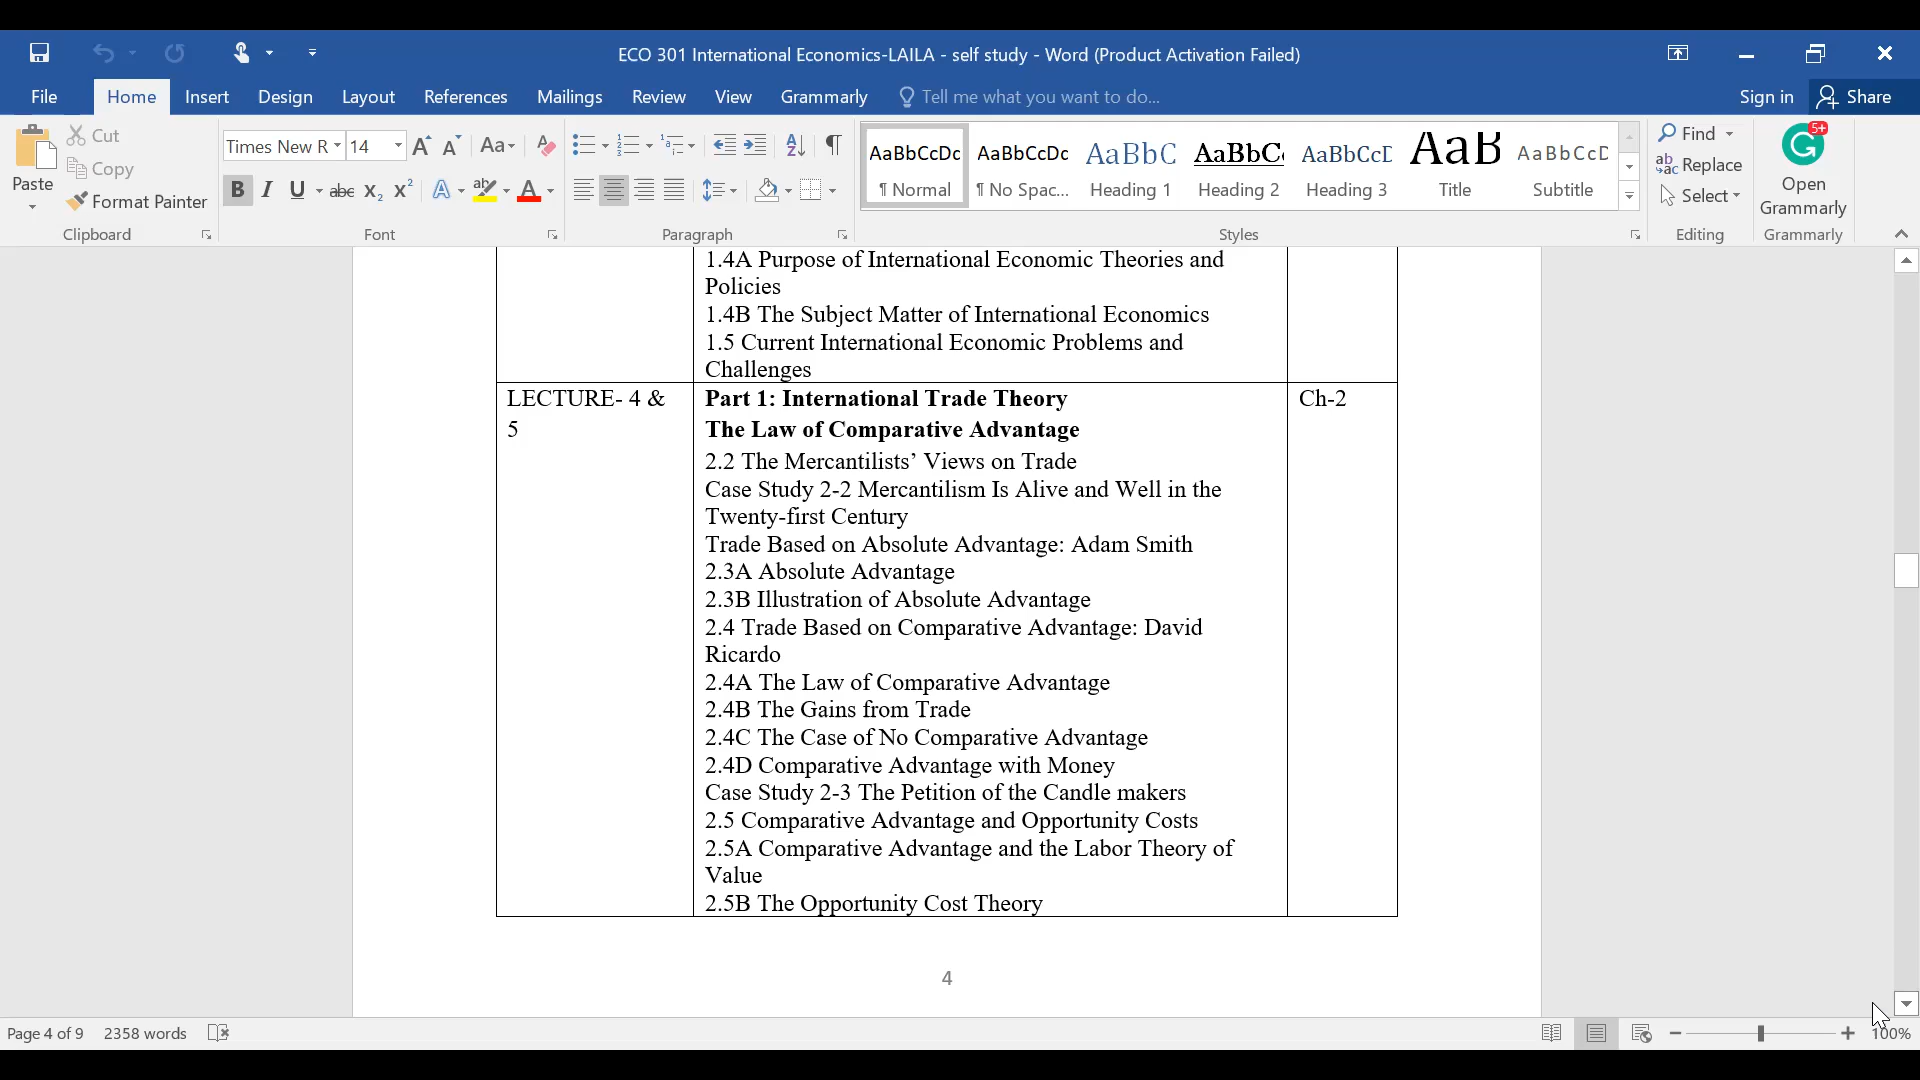 ECO 301 International Economics-LAILA - self study - Word (Product Activation Failed)
File Home Insert Design Layout References Mailings Review View Grammarly Tell me what you want to do... Sign in Share
Paste
Cut
Copy
Format Painter
Clipboard
Times New R 14
Font
Paragraph
AaBbCcDc AaBbCcDc AaBbC AaBbC AaBbCcD AaB AaBbCcD
¶ Normal ¶ No Spac... Heading 1 Heading 2 Heading 3 Title Subtitle
Styles
Find
Replace
Select
Editing
5+
Open
Grammarly
Grammarly
1.4A Purpose of International Economic Theories and
Policies
1.4B The Subject Matter of International Economics
1.5 Current International Economic Problems and
Challenges
LECTURE- 4 &
5
Part 1: International Trade Theory
The Law of Comparative Advantage
2.2 The Mercantilists’ Views on Trade
Case Study 2-2 Mercantilism Is Alive and Well in the
Twenty-first Century
Trade Based on Absolute Advantage: Adam Smith
2.3A Absolute Advantage
2.3B Illustration of Absolute Advantage
2.4 Trade Based on Comparative Advantage: David
Ricardo
2.4A The Law of Comparative Advantage
2.4B The Gains from Trade
2.4C The Case of No Comparative Advantage
2.4D Comparative Advantage with Money
Case Study 2-3 The Petition of the Candle makers
2.5 Comparative Advantage and Opportunity Costs
2.5A Comparative Advantage and the Labor Theory of
Value
2.5B The Opportunity Cost Theory
Ch-2
4
Page 4 of 9 2358 words 100%